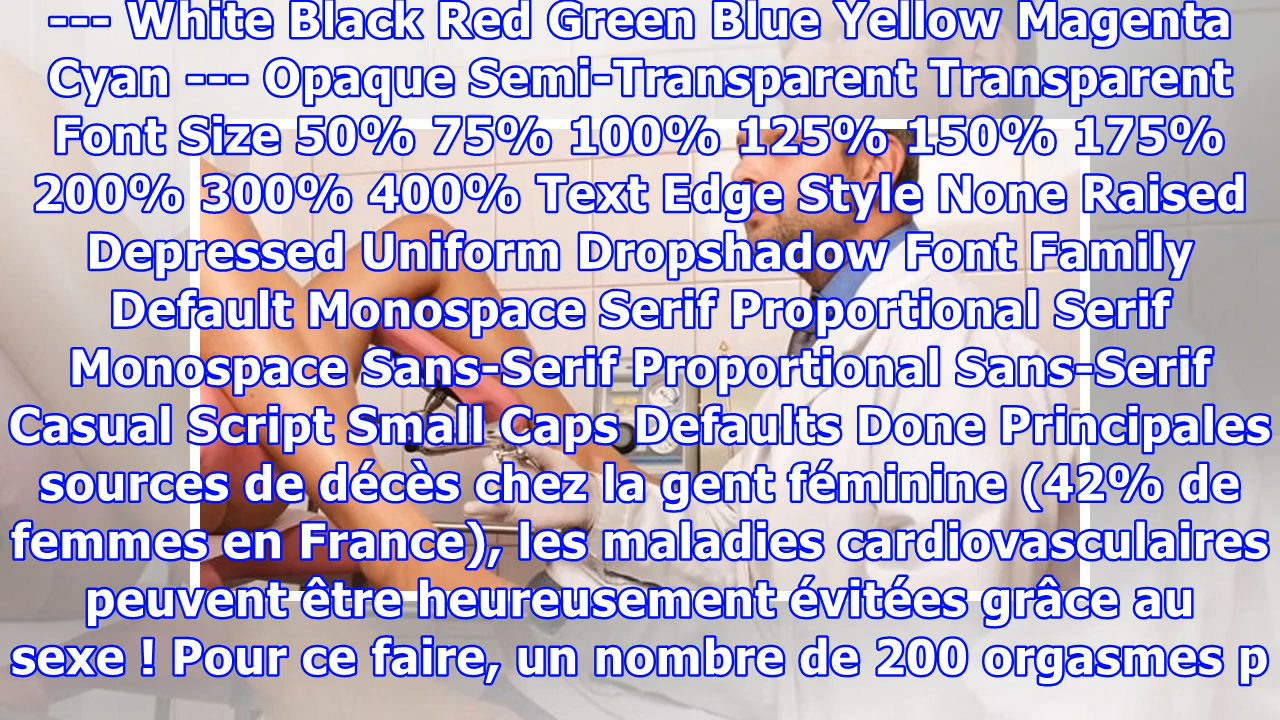 --- White Black Red Green Blue Yellow Magenta
Cyan --- Opaque Semi-Transparent Transparent
Font Size 50% 75% 100% 125% 150% 175%
200% 300% 400% Text Edge Style None Raised
Depressed Uniform Dropshadow Font Family
Default Monospace Serif Proportional Serif
Monospace Sans-Serif Proportional Sans-Serif
Casual Script Small Caps Defaults Done Principales
sources de décès chez la gent féminine (42% de
femmes en France), les maladies cardiovasculaires
peuvent être heureusement évitées grâce au
sexe ! Pour ce faire, un nombre de 200 orgasmes p